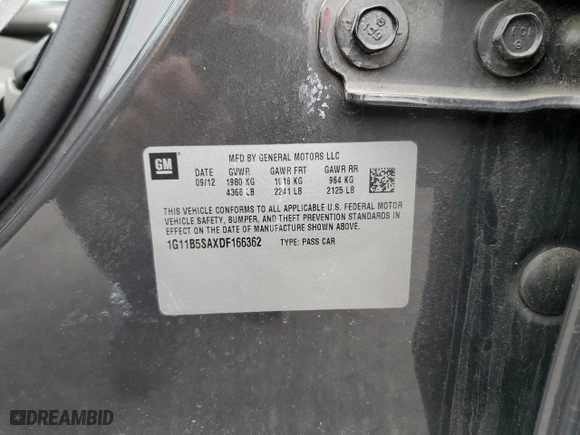 GM
MFD BY GENERAL MOTORS LLC
DATE GVWR GAWR FRT GAWR RR
09/12 1980 KG 1016 KG 964 KG
4366 LB 2241 LB 2125 LB
THIS VEHICLE CONFORMS TO ALL APPLICABLE U.S. FEDERAL MOTOR
VEHICLE SAFETY, BUMPER, AND THEFT PREVENTION STANDARDS IN
EFFECT ON THE DATE OF MANUFACTURE SHOWN ABOVE.
1G11B5SAXDF166362 TYPE: PASS CAR
DREAMBID